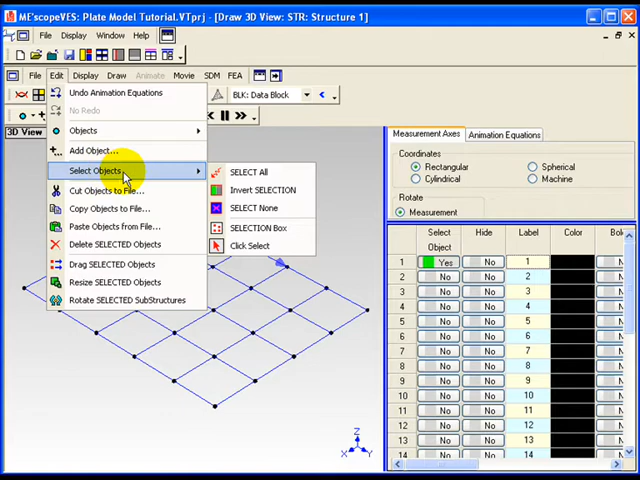 ME'scopeVES: Plate Model Tutorial.VTprj - [Draw 3D View: STR: Structure 1]
File Display Window Help
File Edit Display Draw Animate Movie SDM FEA
BLK: Data Block
3D View
Undo Animation Equations
No Redo
Objects
Add Object...
Select Objects
Cut Objects to File...
Copy Objects to File...
Paste Objects from File...
Delete SELECTED Objects
Drag SELECTED Objects
Resize SELECTED Objects
Rotate SELECTED SubStructures
SELECT All
Invert SELECTION
SELECT None
SELECTION Box
Click Select
Measurement Axes Animation Equations
Coordinates
Rectangular Spherical
Cylindrical Machine
Rotate
Measurement
Select Object Hide Label Color
1 Yes No 1 N
2 No No 2 N
3 No No 3 N
4 No No 4 N
5 No No 5 N
6 No No 6 N
7 No No 7 N
8 No No 8 N
9 No No 9 N
10 No No 10 N
11 No No 11 N
12 No No 12 N
13 No No 13 N
14 No No 14 N
Z
X Y